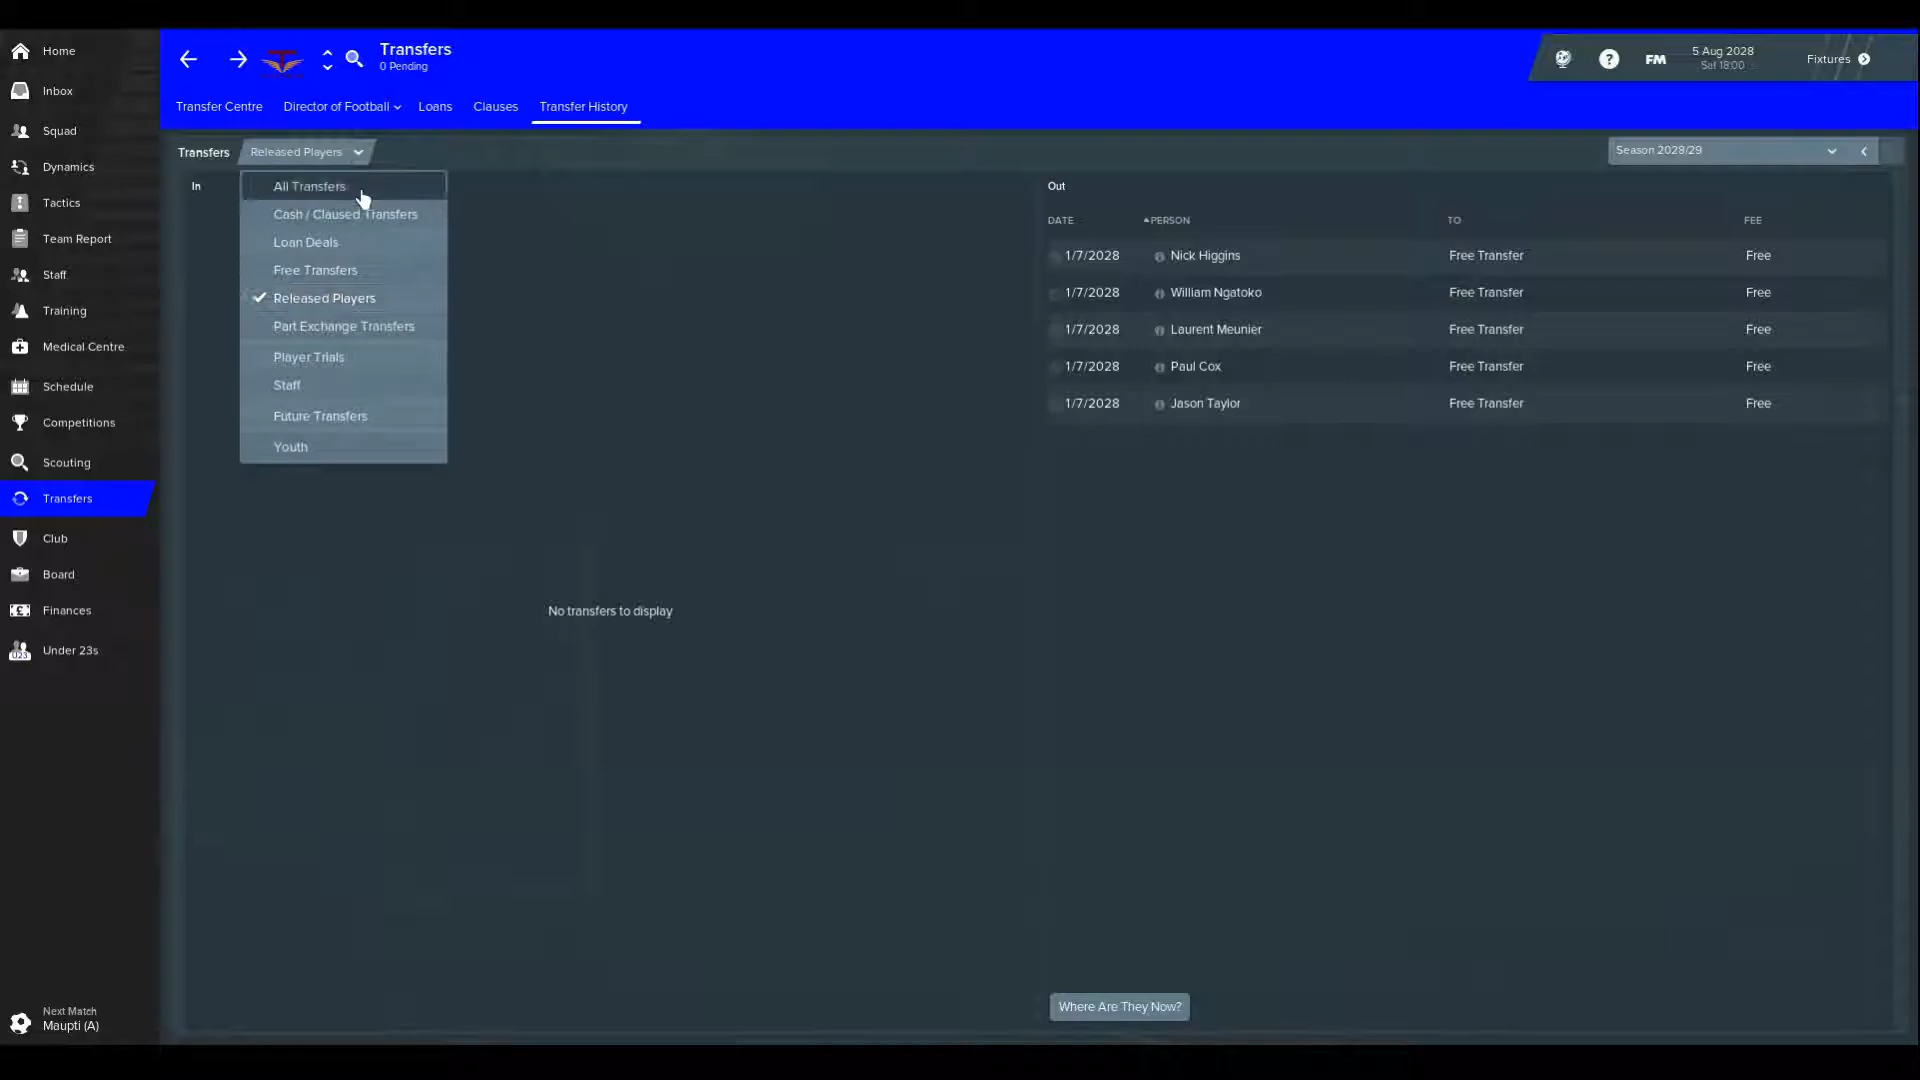 Home
Inbox
Squad
Dynamics
Tactics
Team Report
Staff
Training
Medical Centre
Schedule
Competitions
Scouting
Transfers
Club
Board
Finances
U23
Under 23s
Next Match
Maupti (A)
Transfers
0 Pending
? FM
5 Aug 2028
Sat 18:00
Fixtures
Transfer Centre Director of Football Loans Clauses Transfer History
Transfers Released Players
Season 2028/29
In
All Transfers
Cash / Claused Transfers
Loan Deals
Free Transfers
Released Players
Part Exchange Transfers
Player Trials
Staff
Future Transfers
Youth
No transfers to display
Out
DATE PERSON TO FEE
1/7/2028 Nick Higgins Free Transfer Free
1/7/2028 William Ngatoko Free Transfer Free
1/7/2028 Laurent Meunier Free Transfer Free
1/7/2028 Paul Cox Free Transfer Free
1/7/2028 Jason Taylor Free Transfer Free
Where Are They Now?